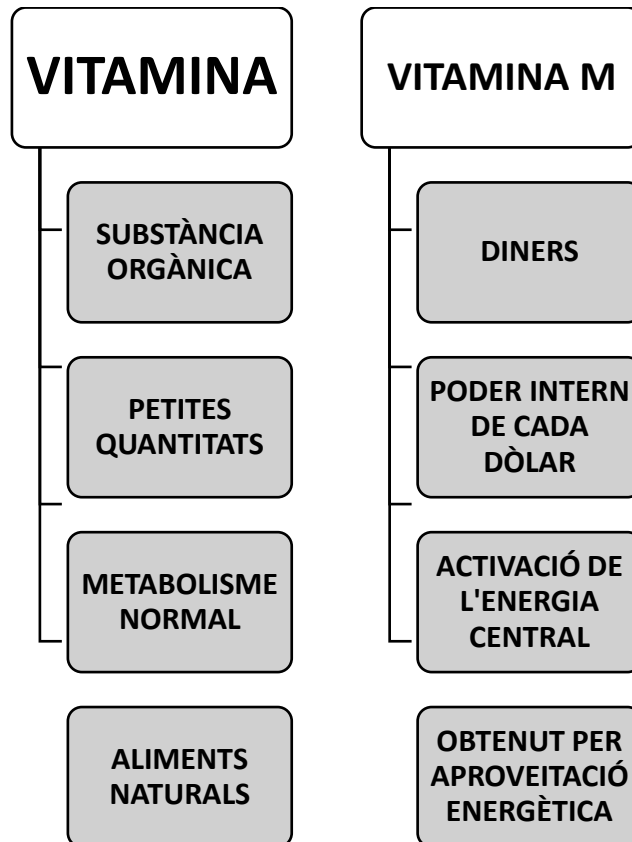 VITAMINA
SUBSTÀNCIA
ORGÀNICA
PETITES
QUANTITATS
METABOLISME
NORMAL
ALIMENTS
NATURALS
VITAMINA M
DINERS
PODER INTERN
DE CADA
DÒLAR
ACTIVACIÓ DE
L'ENERGIA
CENTRAL
OBTENUT PER
APROVEITACIÓ
ENERGÈTICA